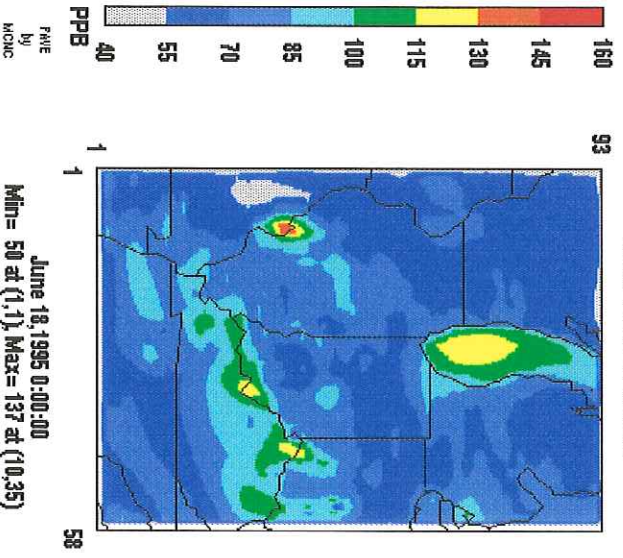 PPB
40
55
70
85
100
115
130
145
160
PAVE
by
MCNC
93
1
1
58
June 18,1995 0:00:00
Min= 50 at (1,1), Max= 137 at (10,35)